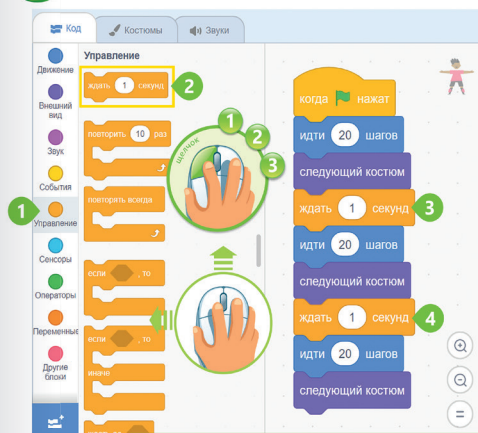 Код
Костюмы
Звуки
Движение
Внешний
вид
Звук
События
1
Управление
Сенсоры
Операторы
Переменные
Другие
блоки
Управление
ждать 1 секунд
2
повторить 10 раз
повторять всегда
если , то
если , то
иначе
щелчок
1
2
3
когда нажат
идти 20 шагов
следующий костюм
ждать 1 секунд
3
идти 20 шагов
следующий костюм
ждать 1 секунд
4
идти 20 шагов
следующий костюм